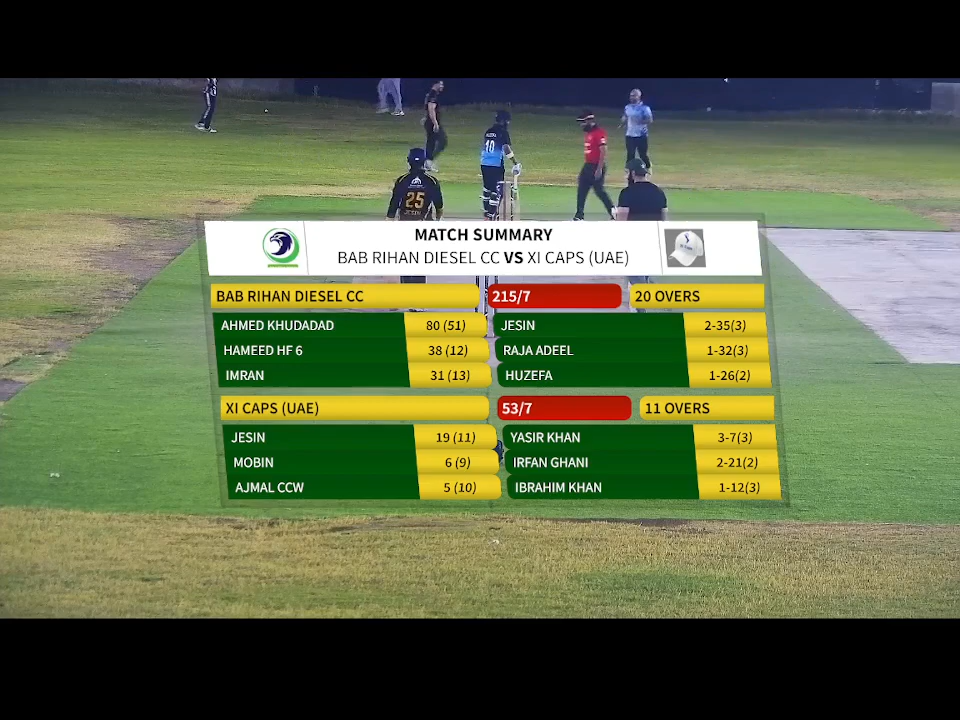 10
25
JESIN
MATCH SUMMARY
BAB RIHAN DIESEL CC VS XI CAPS (UAE)
BAB RIHAN DIESEL CC 215/7 20 OVERS
AHMED KHUDADAD 80 (51) JESIN 2-35(3)
HAMEED HF 6 38 (12) RAJA ADEEL 1-32(3)
IMRAN 31 (13) HUZEFA 1-26(2)
XI CAPS (UAE) 53/7 11 OVERS
JESIN 19 (11) YASIR KHAN 3-7(3)
MOBIN 6 (9) IRFAN GHANI 2-21(2)
AJMAL CCW 5 (10) IBRAHIM KHAN 1-12(3)